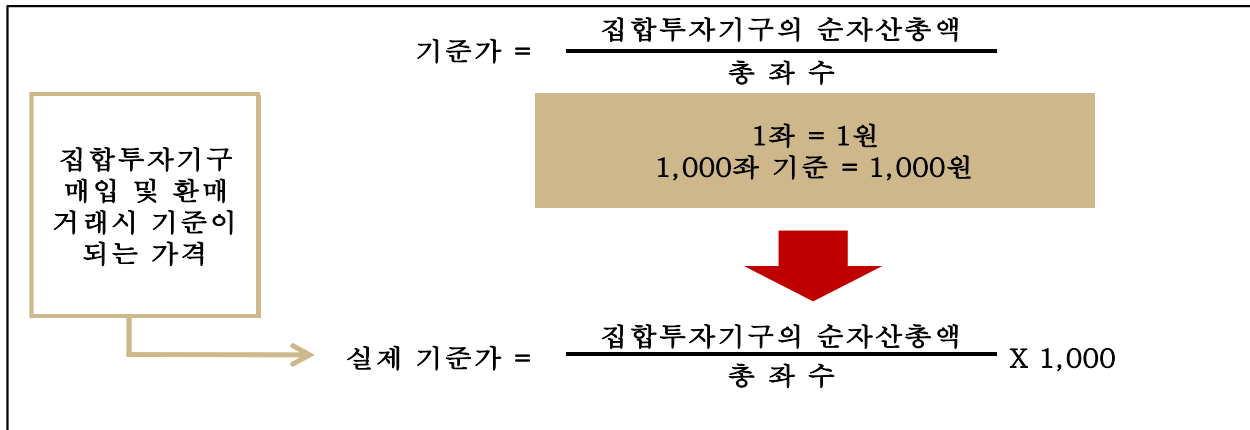 기준가 =
집합투자기구의 순자산총액
총 좌 수
1좌 = 1원
1,000좌 기준 = 1,000원
집합투자기구
매입 및 환매
거래시 기준이
되는 가격
실제 기준가 =
집합투자기구의 순자산총액
총 좌 수
X 1,000